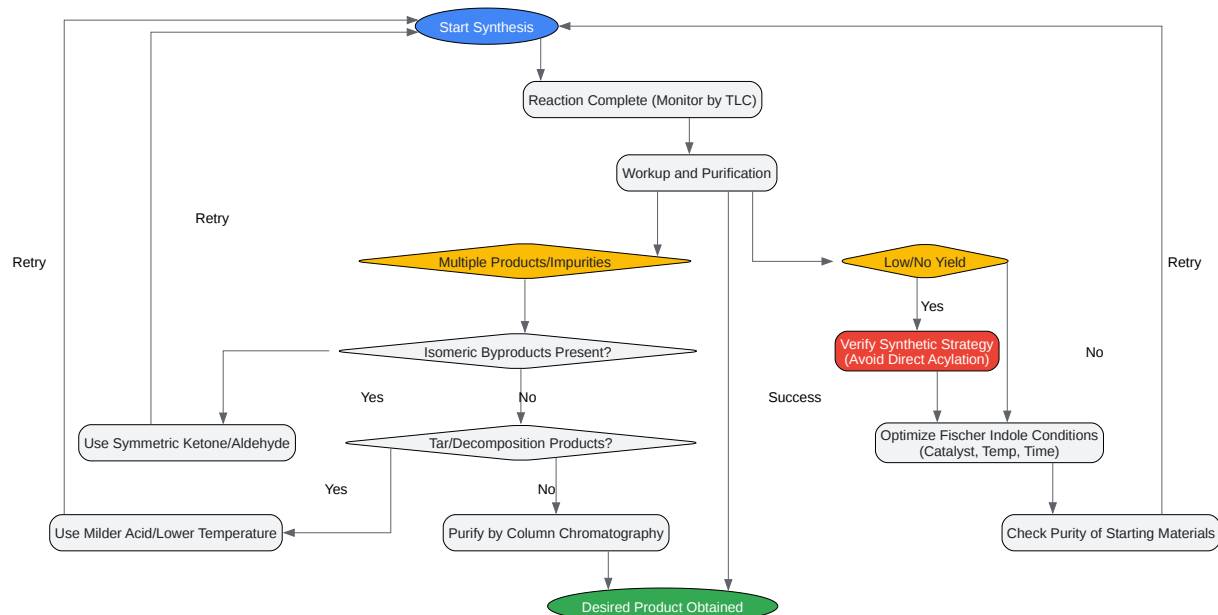 Start Synthesis
Reaction Complete (Monitor by TLC)
Workup and Purification
Retry
Retry
Multiple Products/Impurities
Low/No Yield
Retry
Yes
Verify Synthetic Strategy
(Avoid Direct Acylation)
Isomeric Byproducts Present?
No
Yes
No
Success
Use Symmetric Ketone/Aldehyde
Tar/Decomposition Products?
Optimize Fischer Indole Conditions
(Catalyst, Temp, Time)
Yes
No
Use Milder Acid/Lower Temperature
Purify by Column Chromatography
Check Purity of Starting Materials
Desired Product Obtained